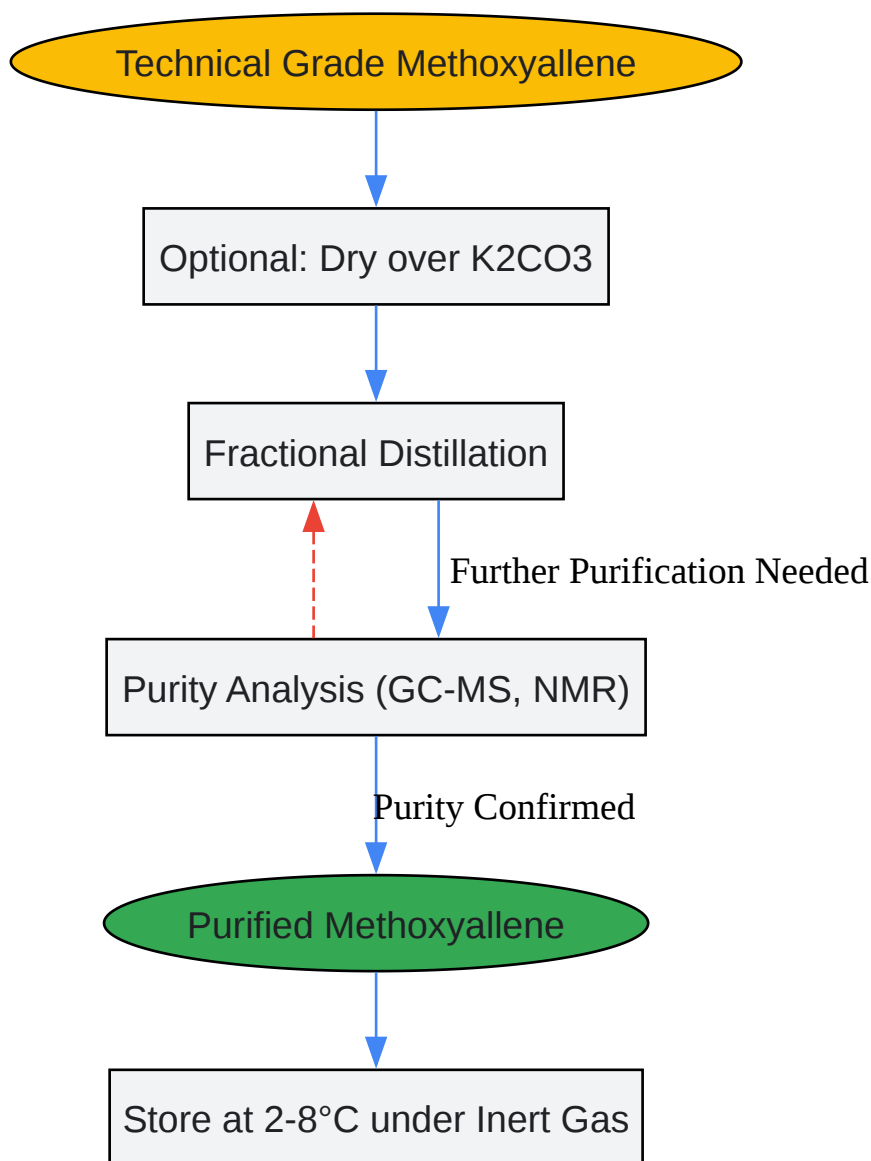 Technical Grade Methoxyallene
Optional: Dry over K2CO3
Fractional Distillation
Further Purification Needed
Purity Analysis (GC-MS, NMR)
Purity Confirmed
Purified Methoxyallene
Store at 2-8°C under Inert Gas